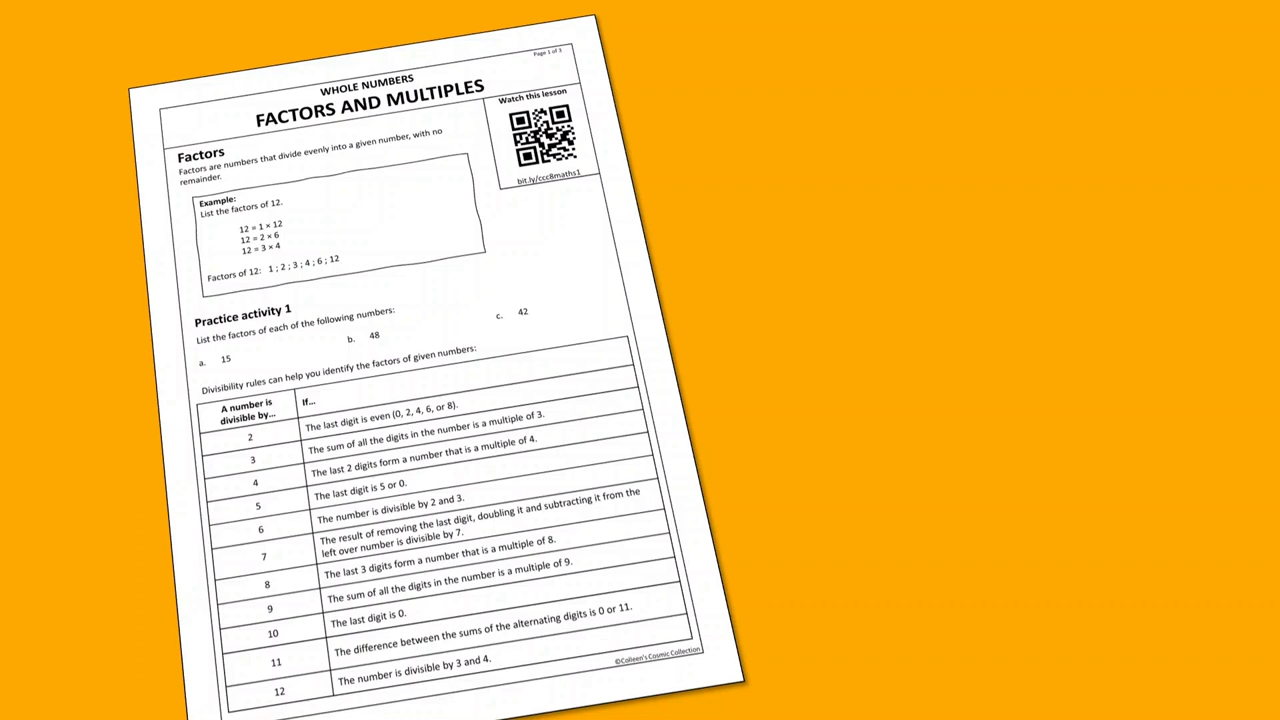 Page 1 of 3
WHOLE NUMBERS
FACTORS AND MULTIPLES
Watch this lesson
bit.ly/ccc8maths1
Factors
Factors are numbers that divide evenly into a given number, with no
remainder.
Example:
List the factors of 12.
12 = 1 × 12
12 = 2 × 6
12 = 3 × 4
Factors of 12: 1 ; 2 ; 3 ; 4 ; 6 ; 12
Practice activity 1
List the factors of each of the following numbers:
a. 15 b. 48 c. 42
Divisibility rules can help you identify the factors of given numbers:
A number is
divisible by... If...
2 The last digit is even (0, 2, 4, 6, or 8).
3 The sum of all the digits in the number is a multiple of 3.
4 The last 2 digits form a number that is a multiple of 4.
5 The last digit is 5 or 0.
6 The number is divisible by 2 and 3.
7 The result of removing the last digit, doubling it and subtracting it from the
left over number is divisible by 7.
8 The last 3 digits form a number that is a multiple of 8.
9 The sum of all the digits in the number is a multiple of 9.
10 The last digit is 0.
11 The difference between the sums of the alternating digits is 0 or 11.
12 The number is divisible by 3 and 4.
©Colleen's Cosmic Collection